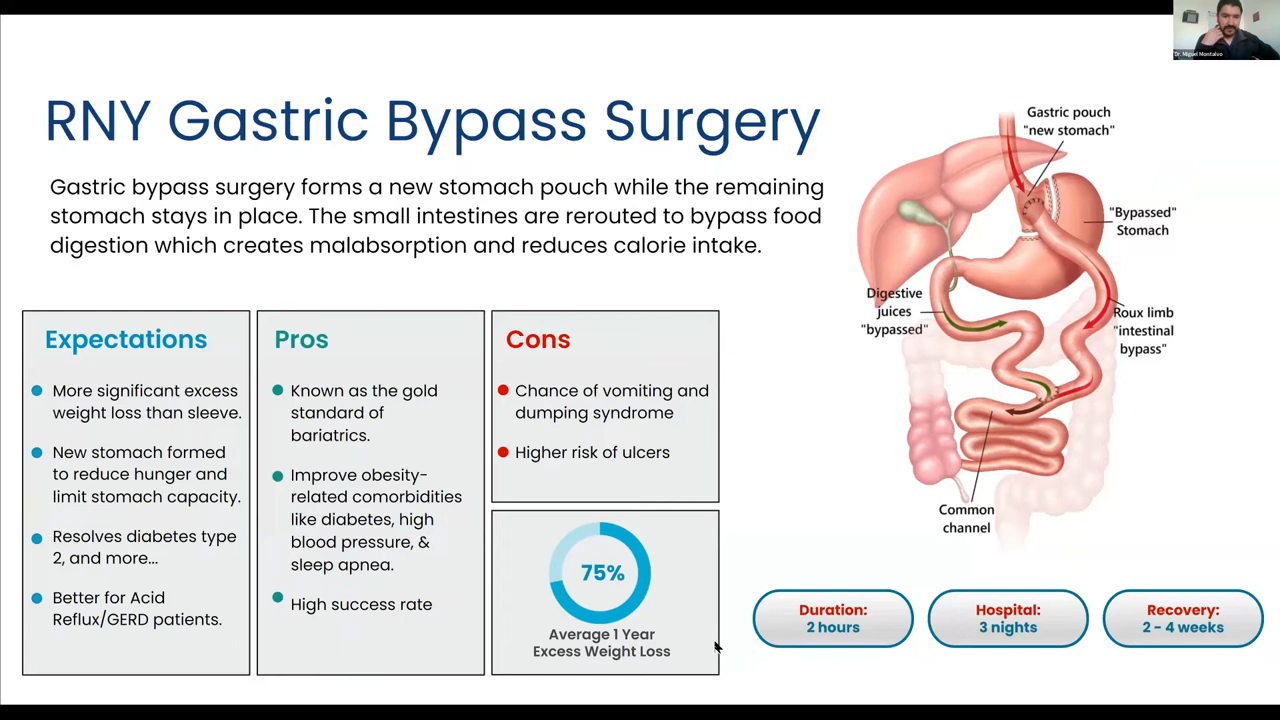 Dr. Miguel Montalvo
RNY Gastric Bypass Surgery
Gastric bypass surgery forms a new stomach pouch while the remaining
stomach stays in place. The small intestines are rerouted to bypass food
digestion which creates malabsorption and reduces calorie intake.
Expectations
More significant excess
weight loss than sleeve.
New stomach formed
to reduce hunger and
limit stomach capacity.
Resolves diabetes type
2, and more...
Better for Acid
Reflux/GERD patients.
Pros
Known as the gold
standard of
bariatrics.
Improve obesity-
related comorbidities
like diabetes, high
blood pressure, &
sleep apnea.
High success rate
Cons
Chance of vomiting and
dumping syndrome
Higher risk of ulcers
75%
Average 1 Year
Excess Weight Loss
Gastric pouch
"new stomach"
"Bypassed"
Stomach
Digestive
juices
"bypassed"
Roux limb
"intestinal
bypass"
Common
channel
Duration:
2 hours
Hospital:
3 nights
Recovery:
2 - 4 weeks